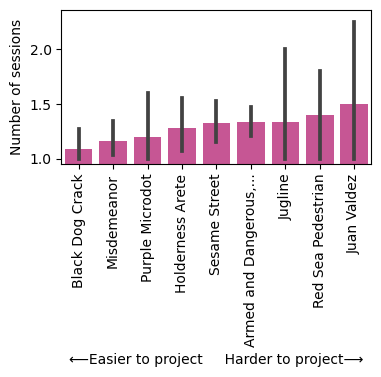 Number of sessions
2.0
1.5
1.0
Black Dog Crack
Misdemeanor
Purple Microdot
Holderness Arete
Sesame Street
Armed and Dangerous,...
Jugline
Red Sea Pedestrian
Juan Valdez
⟵Easier to project Harder to project⟶